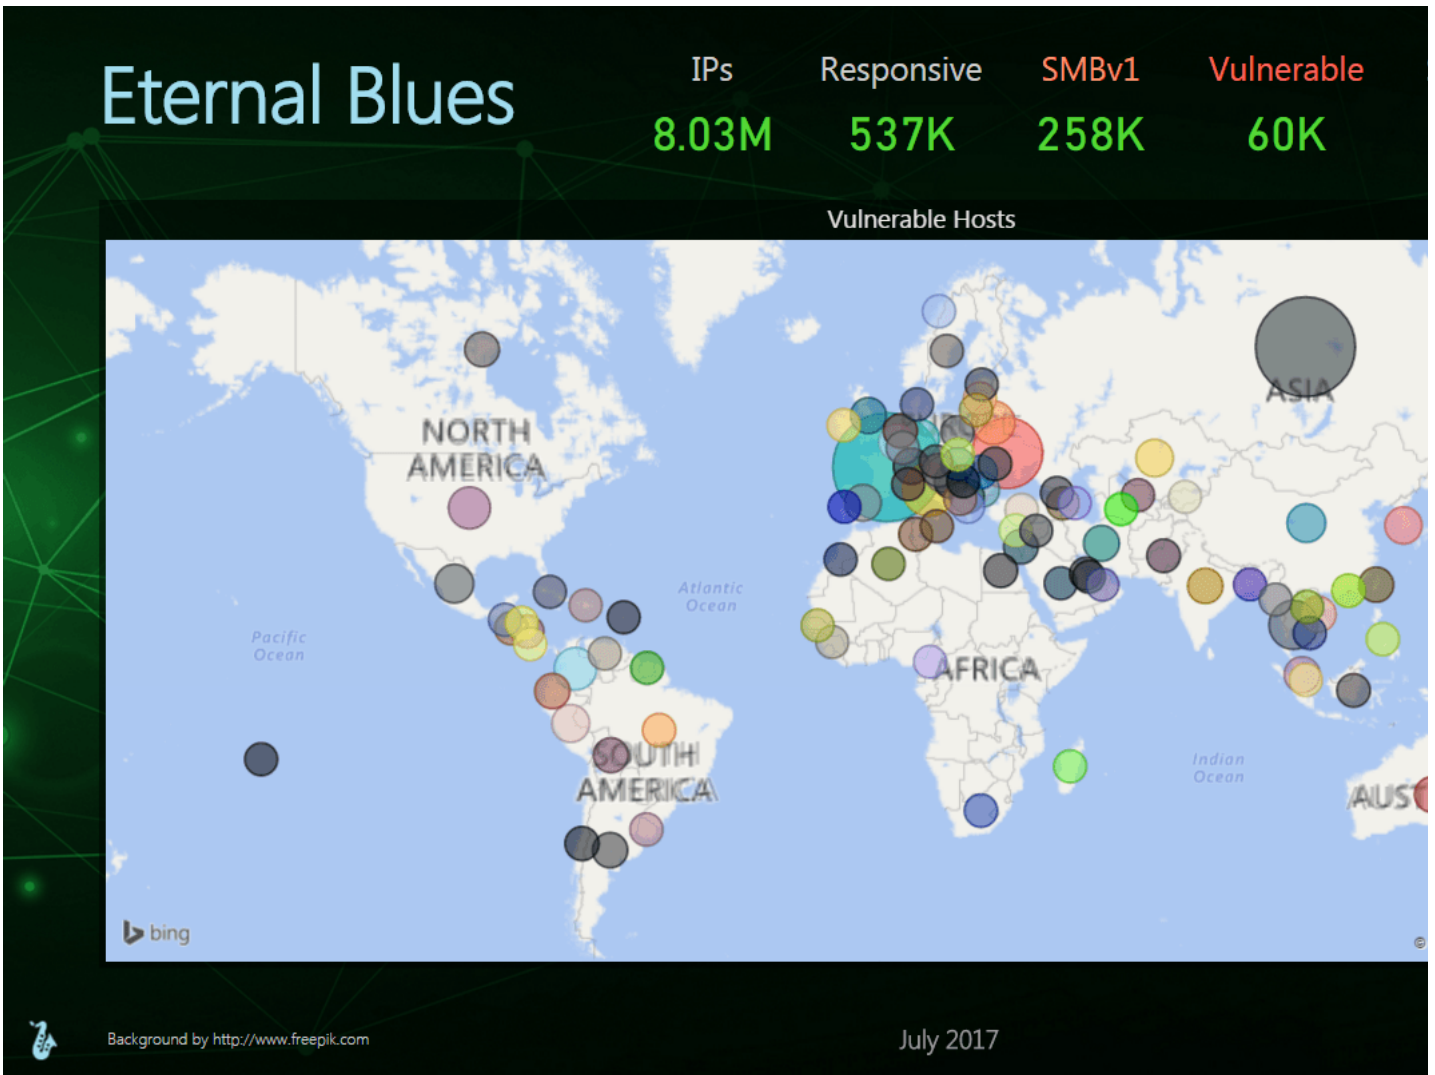 Eternal Blues
IPs
Responsive
SMBv1
Vulnerable
8.03M
537K
258K
60K
Vulnerable Hosts
ASIA
NORTH
AMERICA
Atlantic
Ocean
Pacific
Ocean
AFRICA
SOUTH
AMERICA
Indian
Ocean
AUST
bing
©
Background by http://www.freepik.com
July 2017